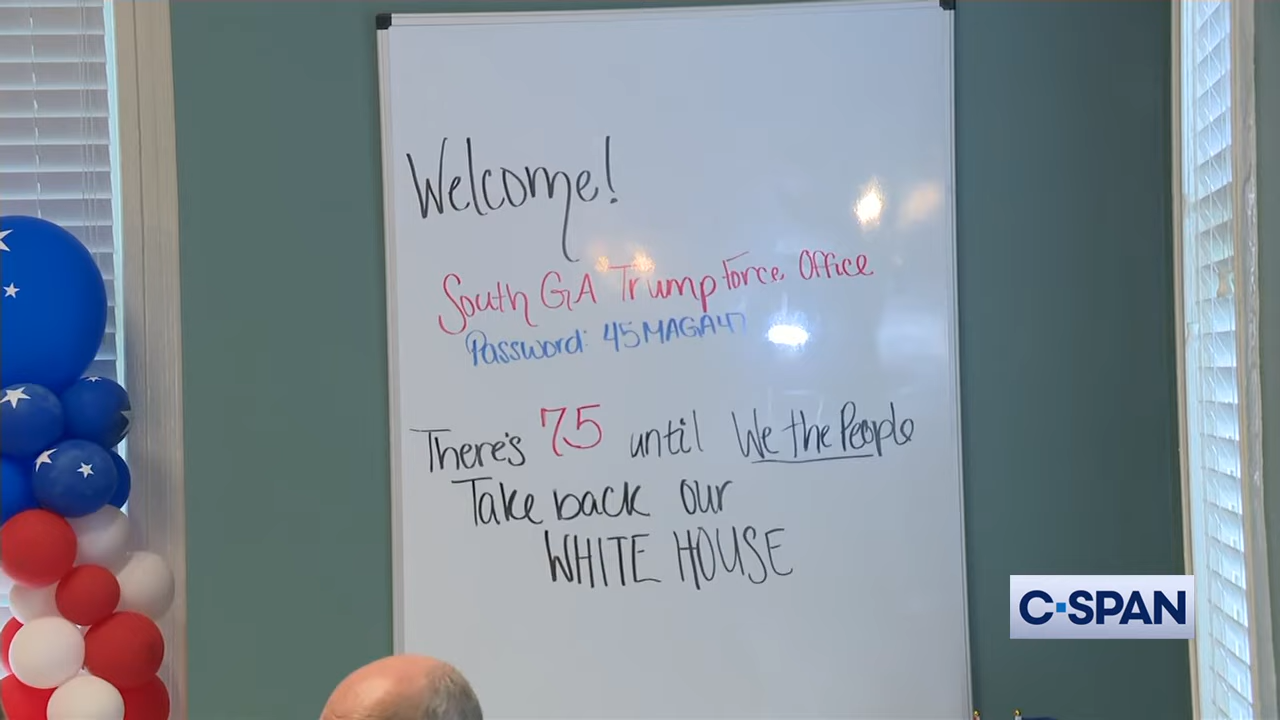 Welcome!
South GA Trump Force Office
Password: 45MAGA47
There's 75 until We the People
Take back our
WHITE HOUSE
C-SPAN